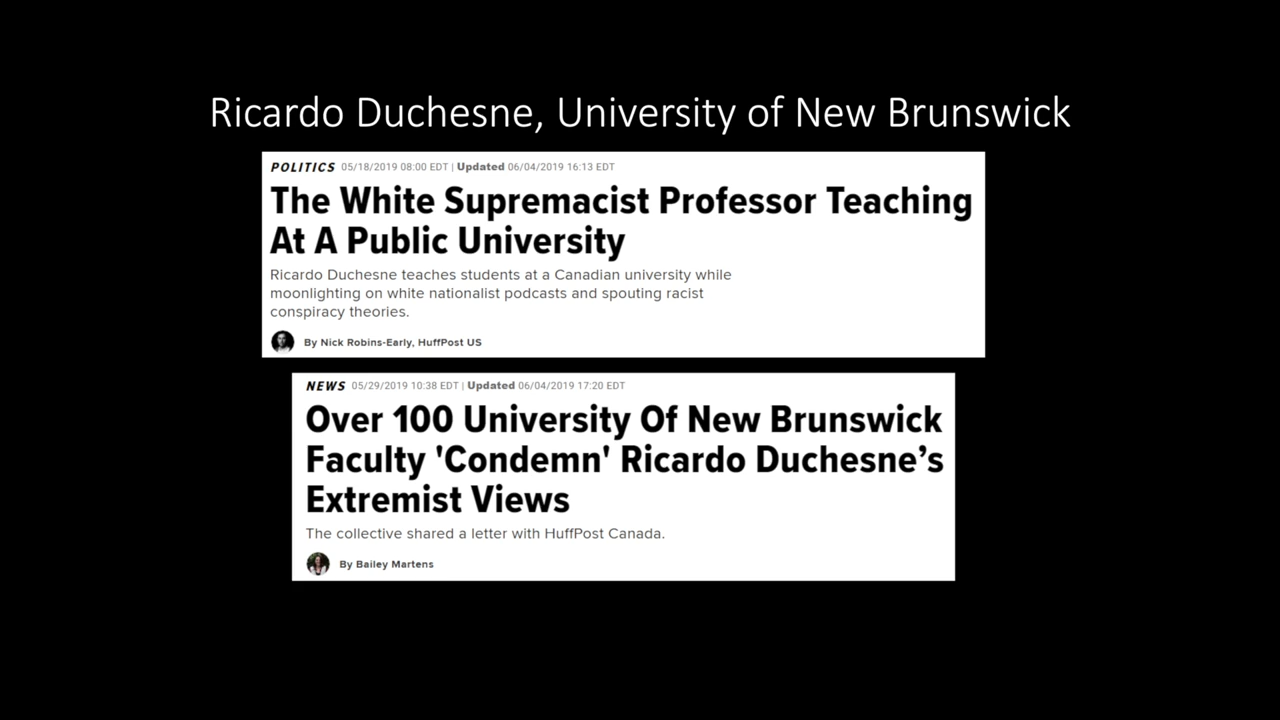 Ricardo Duchesne, University of New Brunswick
POLITICS 05/18/2019 08:00 EDT | Updated 06/04/2019 16:13 EDT
The White Supremacist Professor Teaching
At A Public University
Ricardo Duchesne teaches students at a Canadian university while
moonlighting on white nationalist podcasts and spouting racist
conspiracy theories.
By Nick Robins-Early, HuffPost US
NEWS 05/29/2019 10:38 EDT | Updated 06/04/2019 17:20 EDT
Over 100 University Of New Brunswick
Faculty 'Condemn' Ricardo Duchesne’s
Extremist Views
The collective shared a letter with HuffPost Canada.
By Bailey Martens